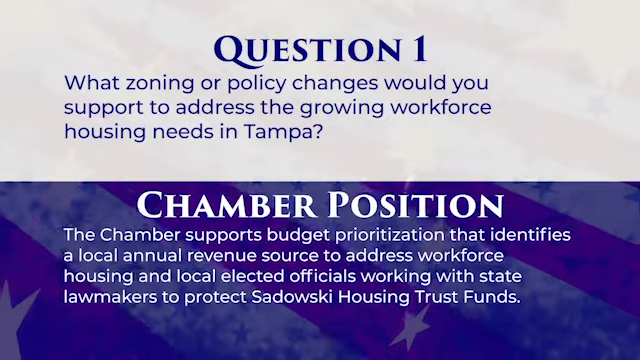 QUESTION 1
What zoning or policy changes would you
support to address the growing workforce
housing needs in Tampa?
CHAMBER POSITION
The Chamber supports budget prioritization that identifies
a local annual revenue source to address workforce
housing and local elected officials working with state
lawmakers to protect Sadowski Housing Trust Funds.